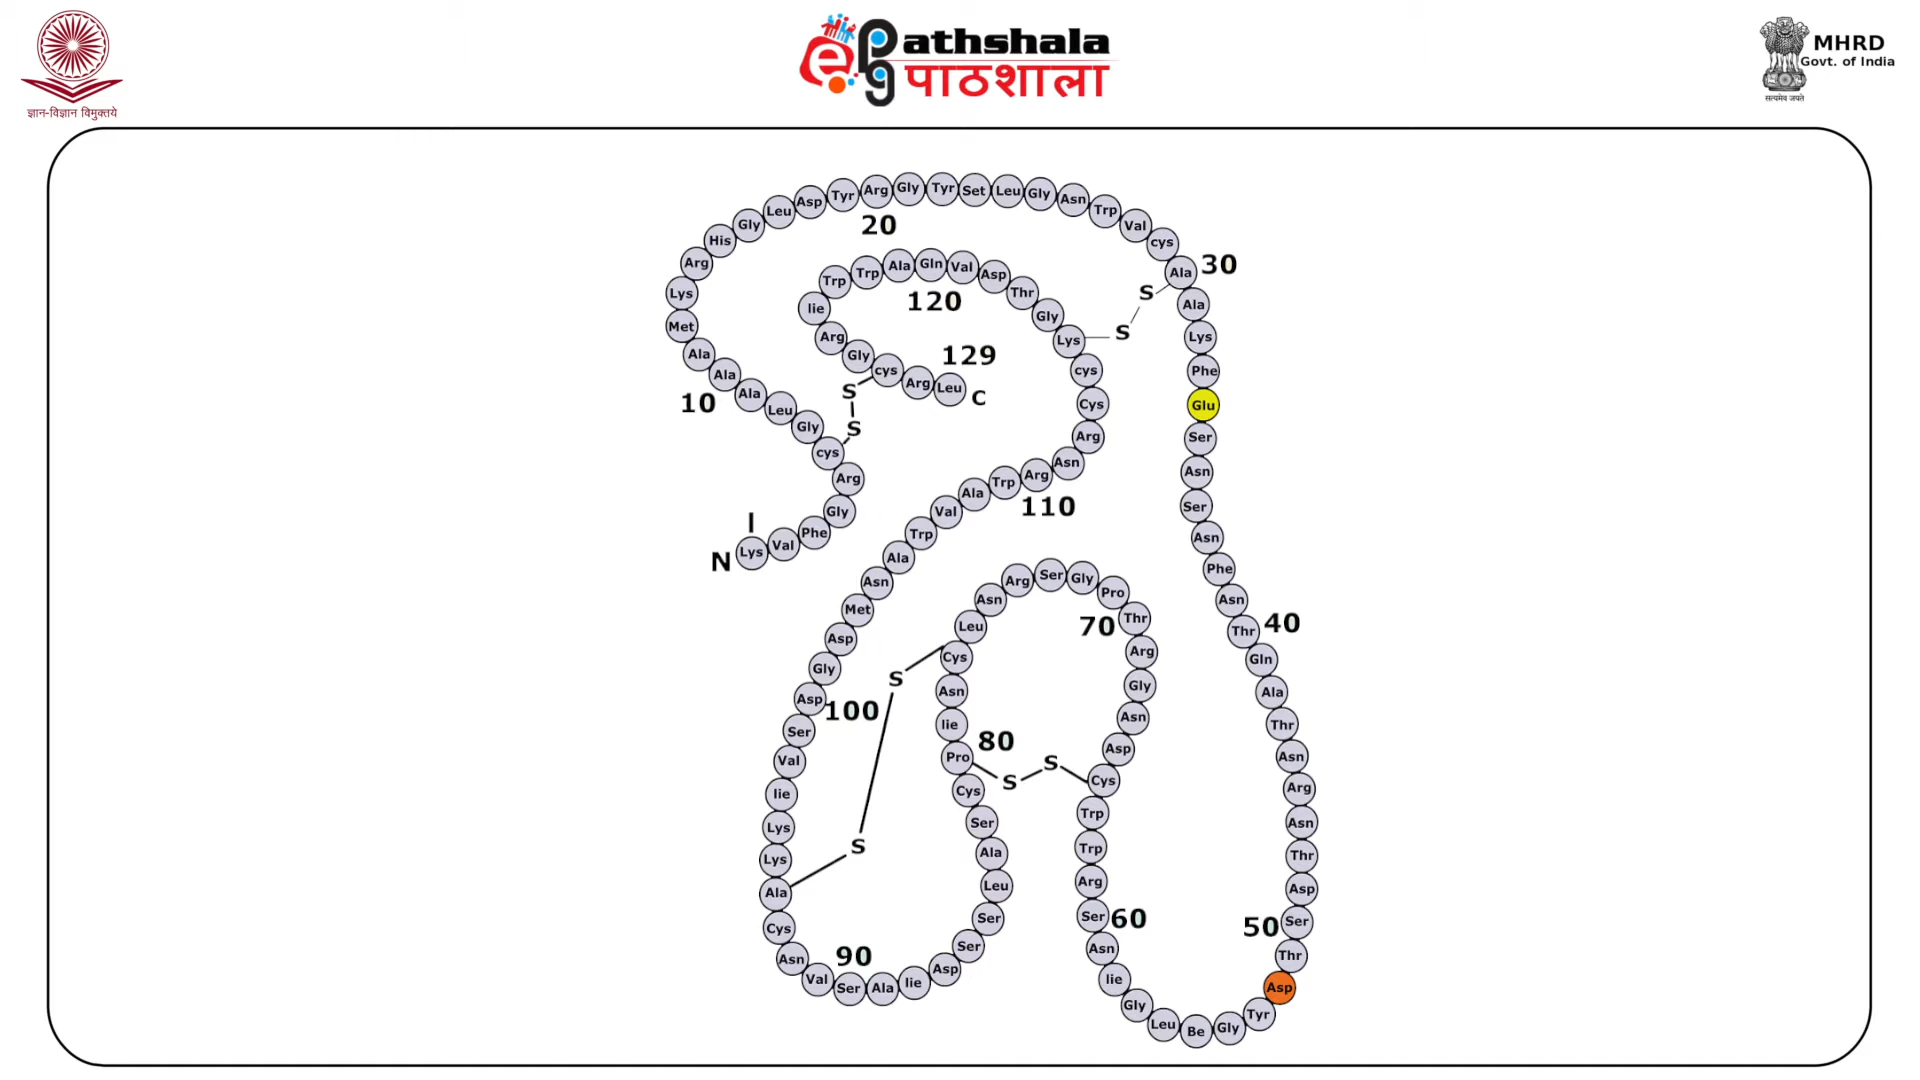 ज्ञान-विज्ञान विमुक्तये
ePG Pathshala
पाठशाला
MHRD
Govt. of India
सत्यमेव जयते
N
I
Lys Val Phe Gly Arg cys Gly Leu Ala Ala Ala Met Lys Arg His Gly Leu Asp Tyr Arg Gly Tyr Set Leu Gly Asn Trp Val cys Ala Ala Lys Phe Glu Ser Asn Ser Asn Phe Asn Thr Gln Ala Thr Asn Arg Asn Thr Asp Ser Thr Asp Tyr Gly Be Leu Gly lie Asn Ser Arg Trp Trp Cys Asp Asn Gly Arg Thr Pro Gly Ser Arg Asn Leu Cys Asn lie Pro Cys Ser Ala Leu Ser Ser Asp lie Ala Ser Val Asn Cys Ala Lys Lys lie Val Ser Asp Gly Asp Met Asn Ala Trp Val Ala Trp Arg Asn Arg Cys cys Lys Gly Thr Asp Val Gln Ala Trp Trp lie Arg Gly cys Arg Leu
C
10
20
30
40
50
60
70
80
90
100
110
120
129
S
S
S
S
S
S
S
S